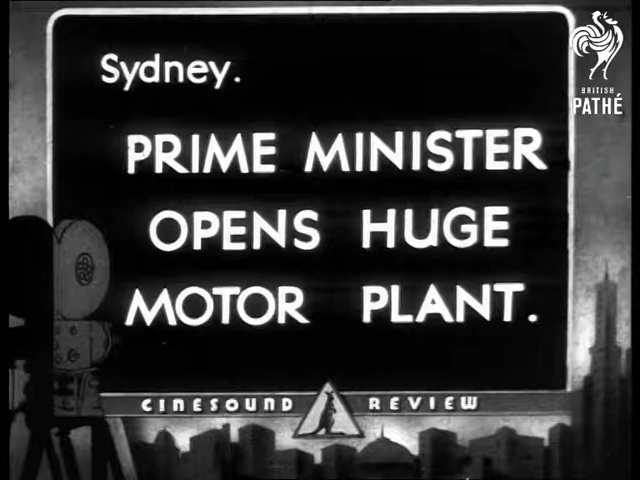 Sydney.
BRITISH
PATHÉ
PRIME MINISTER
OPENS HUGE
MOTOR PLANT.
CINESOUND REVIEW